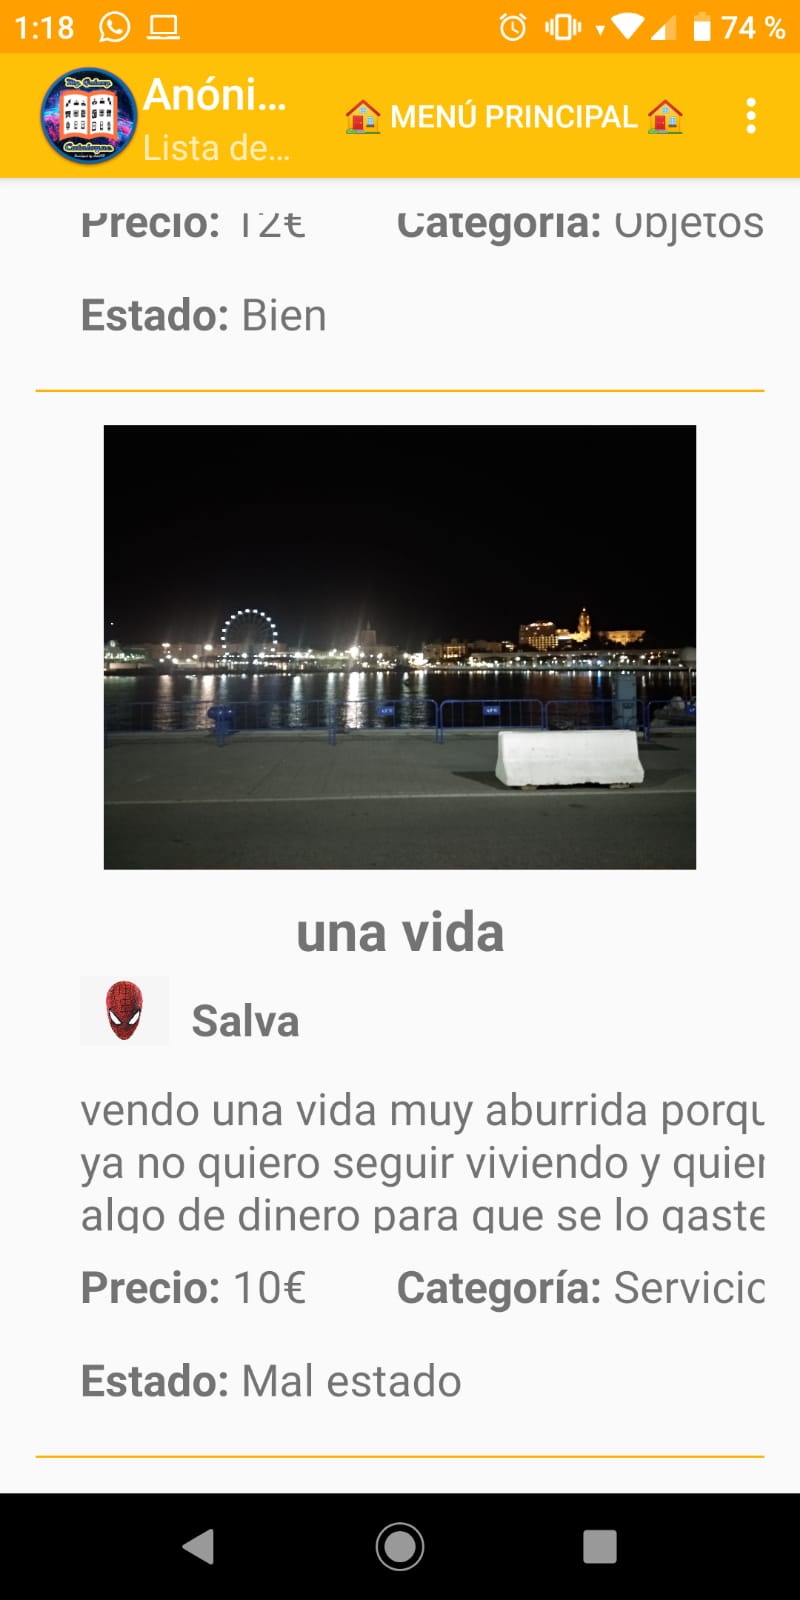 1:18
74 %
Anóni...
Lista de...
MENÚ PRINCIPAL
Precio: 12€
Categoría: Objetos
Estado: Bien
una vida
Salva
vendo una vida muy aburrida porqu
ya no quiero seguir viviendo y quier
algo de dinero para que se lo gaste
Precio: 10€
Categoría: Servicio
Estado: Mal estado